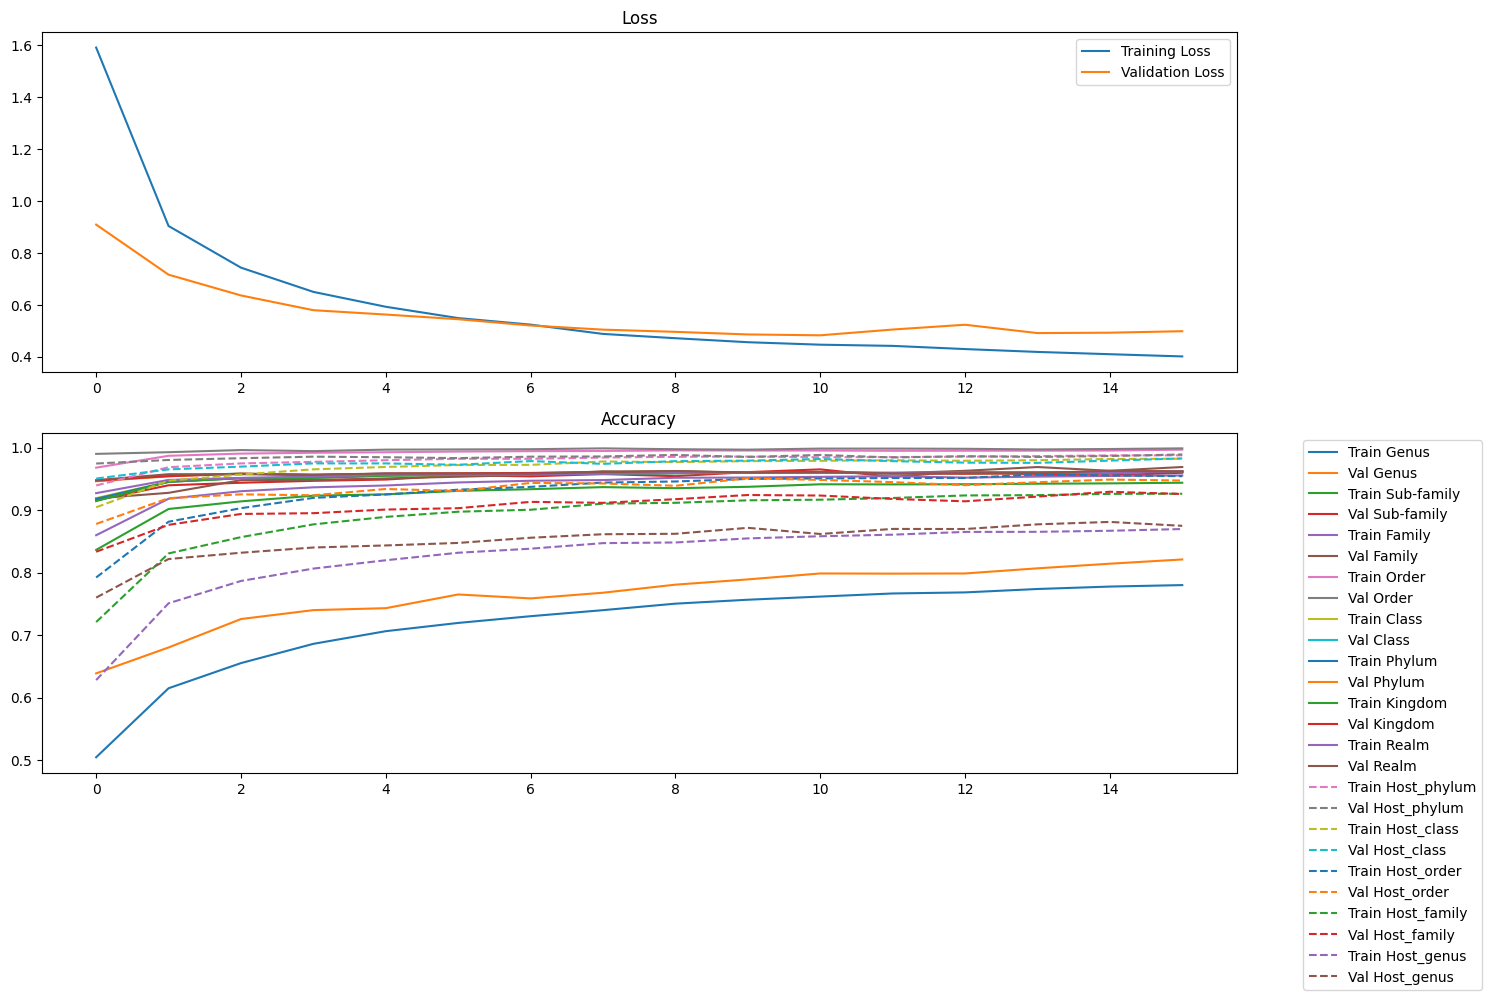 Loss
1.6
1.4
1.2
1.0
0.8
0.6
0.4
Training Loss
Validation Loss
0 2 4 6 8 10 12 14
Accuracy
1.0
0.9
0.8
0.7
0.6
0.5
0 2 4 6 8 10 12 14
Train Genus
Val Genus
Train Sub-family
Val Sub-family
Train Family
Val Family
Train Order
Val Order
Train Class
Val Class
Train Phylum
Val Phylum
Train Kingdom
Val Kingdom
Train Realm
Val Realm
Train Host_phylum
Val Host_phylum
Train Host_class
Val Host_class
Train Host_order
Val Host_order
Train Host_family
Val Host_family
Train Host_genus
Val Host_genus